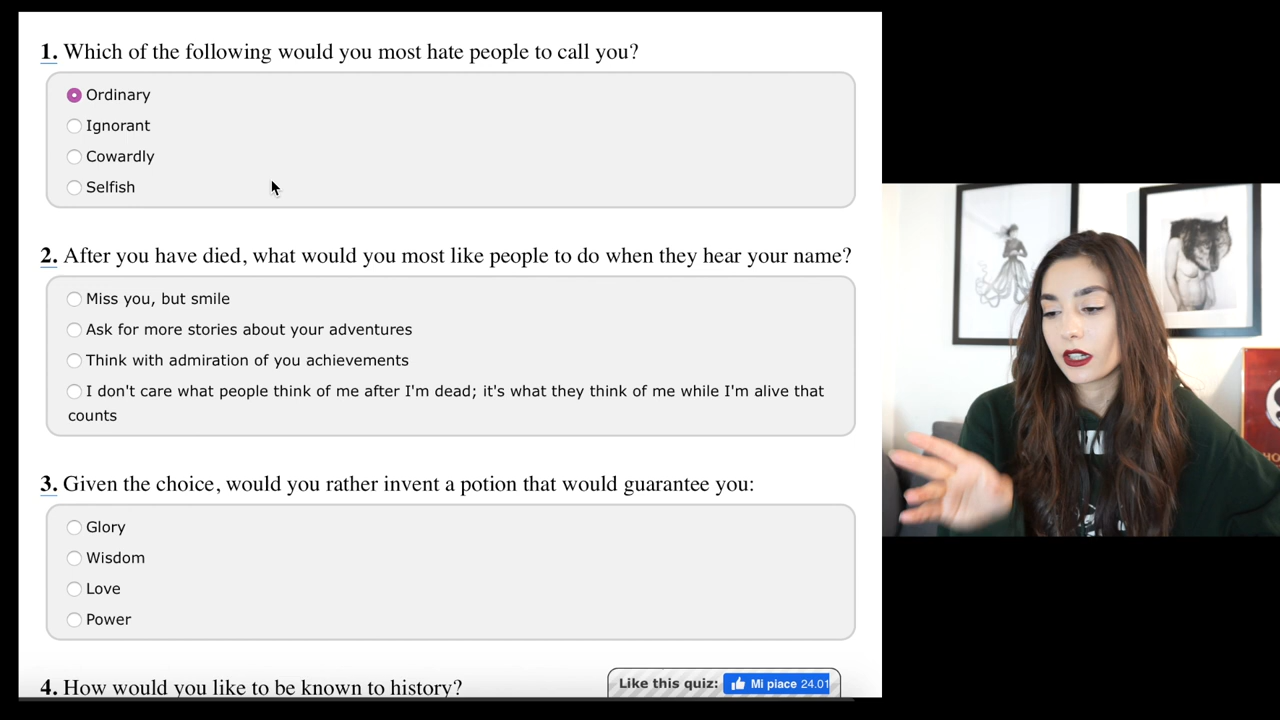 1. Which of the following would you most hate people to call you?
Ordinary
Ignorant
Cowardly
Selfish
2. After you have died, what would you most like people to do when they hear your name?
Miss you, but smile
Ask for more stories about your adventures
Think with admiration of you achievements
I don't care what people think of me after I'm dead; it's what they think of me while I'm alive that
counts
3. Given the choice, would you rather invent a potion that would guarantee you:
Glory
Wisdom
Love
Power
4. How would you like to be known to history?
Like this quiz: Mi piace 24.01